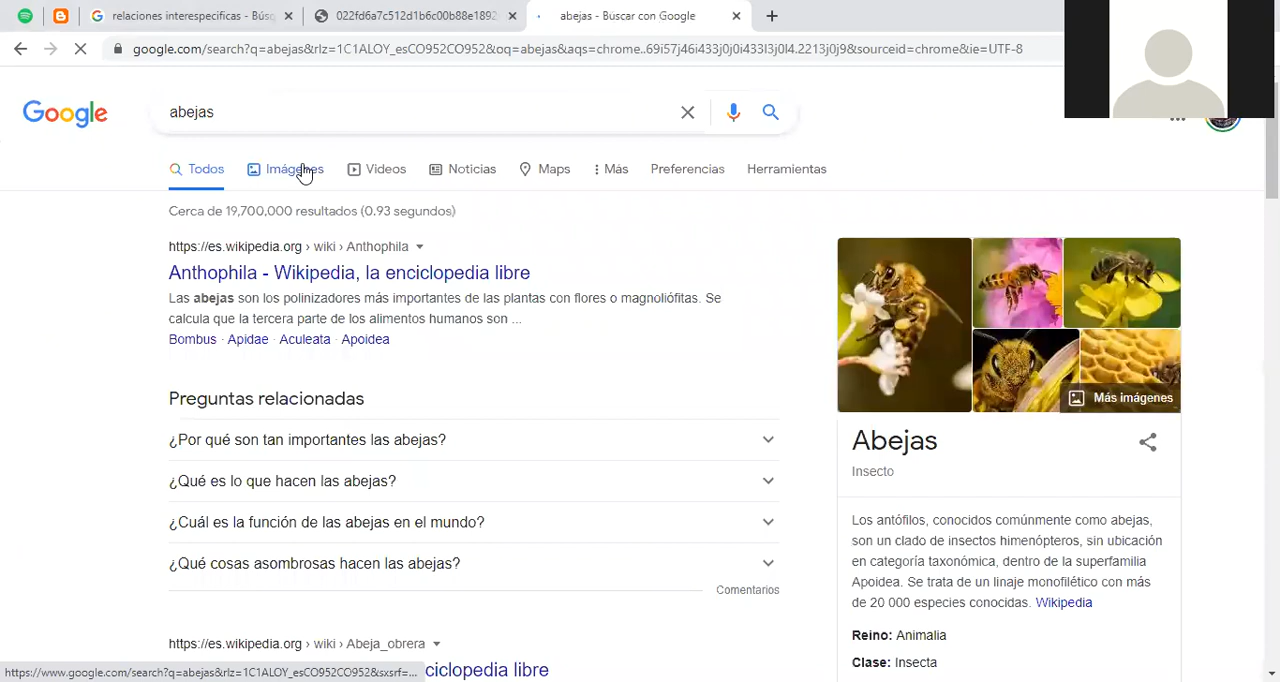 relaciones interespecificas - Búsq
022fd6a7c512d1b6c00b88e1892
abejas - Buscar con Google
google.com/search?q=abejas&rlz=1C1ALOY_esCO952CO952&oq=abejas&aqs=chrome..69i57j46i433j0j0i433l3j0l4.2213j0j9&sourceid=chrome&ie=UTF-8
Google
abejas
Todos Imágenes Videos Noticias Maps Más Preferencias Herramientas
Cerca de 19,700,000 resultados (0.93 segundos)
https://es.wikipedia.org › wiki › Anthophila
Anthophila - Wikipedia, la enciclopedia libre
Las abejas son los polinizadores más importantes de las plantas con flores o magnoliófitas. Se
calcula que la tercera parte de los alimentos humanos son ...
Bombus · Apidae · Aculeata · Apoidea
Preguntas relacionadas
¿Por qué son tan importantes las abejas?
¿Qué es lo que hacen las abejas?
¿Cuál es la función de las abejas en el mundo?
¿Qué cosas asombrosas hacen las abejas?
Comentarios
https://es.wikipedia.org › wiki › Abeja_obrera
ciclopedia libre
https://www.google.com/search?q=abejas&rlz=1C1ALOY_esCO952CO952&sxsrf=...
Más imágenes
Abejas
Insecto
Los antófilos, conocidos comúnmente como abejas,
son un clado de insectos himenópteros, sin ubicación
en categoría taxonómica, dentro de la superfamilia
Apoidea. Se trata de un linaje monofilético con más
de 20 000 especies conocidas. Wikipedia
Reino: Animalia
Clase: Insecta